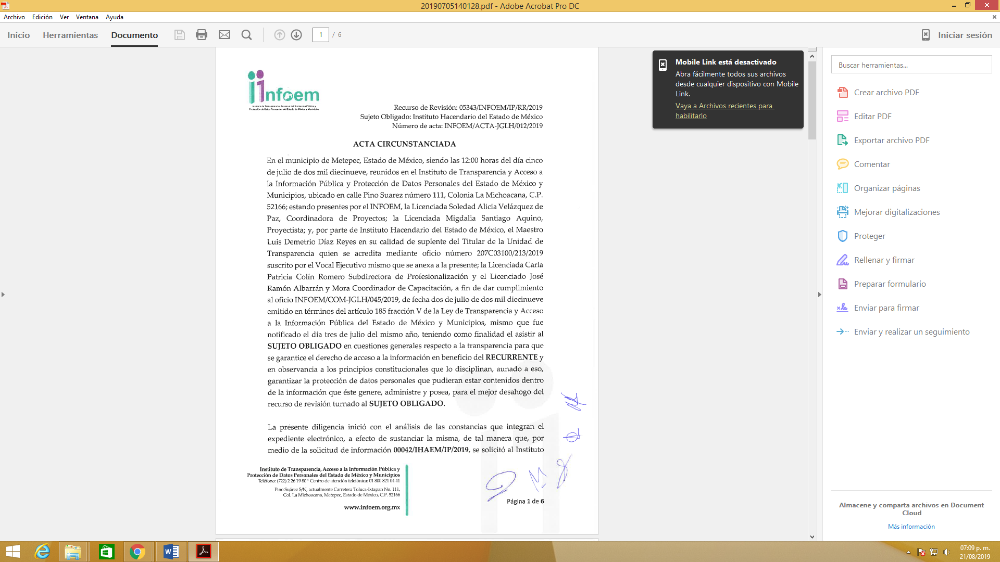 20190705140128.pdf - Adobe Acrobat Pro DC
Archivo Edición Ver Ventana Ayuda
Inicio Herramientas Documento 1 / 6 Iniciar sesión
infoem
Instituto de Transparencia, Acceso a la Información Pública y
Protección de Datos Personales del Estado de México y Municipios
Recurso de Revisión: 05343/INFOEM/IP/RR/2019
Sujeto Obligado: Instituto Hacendario del Estado de México
Número de acta: INFOEM/ACTA-JGLH/012/2019
ACTA CIRCUNSTANCIADA
En el municipio de Metepec, Estado de México, siendo las 12:00 horas del día cinco
de julio de dos mil diecinueve, reunidos en el Instituto de Transparencia y Acceso a
la Información Pública y Protección de Datos Personales del Estado de México y
Municipios, ubicado en calle Pino Suarez número 111, Colonia La Michoacana, C.P.
52166; estando presentes por el INFOEM, la Licenciada Soledad Alicia Velázquez de
Paz, Coordinadora de Proyectos; la Licenciada Migdalia Santiago Aquino,
Proyectista; y, por parte de Instituto Hacendario del Estado de México, el Maestro
Luis Demetrio Díaz Reyes en su calidad de suplente del Titular de la Unidad de
Transparencia quien se acredita mediante oficio número 207C03100/213/2019
suscrito por el Vocal Ejecutivo mismo que se anexa a la presente; la Licenciada Carla
Patricia Colín Romero Subdirectora de Profesionalización y el Licenciado José
Ramón Albarrán y Mora Coordinador de Capacitación, a fin de dar cumplimiento
al oficio INFOEM/COM-JGLH/045/2019, de fecha dos de julio de dos mil diecinueve
emitido en términos del artículo 185 fracción V de la Ley de Transparencia y Acceso
a la Información Pública del Estado de México y Municipios, mismo que fue
notificado el día tres de julio del mismo año, teniendo como finalidad el asistir al
SUJETO OBLIGADO en cuestiones generales respecto a la transparencia para que
se garantice el derecho de acceso a la información en beneficio del RECURRENTE y
en observancia a los principios constitucionales que lo disciplinan, aunado a eso,
garantizar la protección de datos personales que pudieran estar contenidos dentro
de la información que éste genere, administre y posea, para el mejor desahogo del
recurso de revisión turnado al SUJETO OBLIGADO.
La présente diligencia inició con el análisis de las constancias que integran el
expediente electrónico, a efecto de sustanciar la misma, de tal manera que, por
medio de la solicitud de información 00042/IHAEM/IP/2019, se solicitó al Instituto
Instituto de Transparencia, Acceso a la Información Pública y
Protección de Datos Personales del Estado de México y Municipios
Teléfono: (722) 2 26 19 80 * Centro de atención telefónica: 01 800 821 04 41
Pino Suárez S/N, actualmente Carretera Toluca-Ixtapan No. 111,
Col. La Michoacana, Metepec, Estado de México, C.P. 52166
www.infoem.org.mx
Página 1 de 6
Mobile Link está desactivado
Abra fácilmente todos sus archivos
desde cualquier dispositivo con Mobile
Link.
Vaya a Archivos recientes para
habilitarlo
Buscar herramientas...
Crear archivo PDF
Editar PDF
Exportar archivo PDF
Comentar
Organizar páginas
Mejorar digitalizaciones
Proteger
Rellenar y firmar
Preparar formulario
Enviar para firmar
Enviar y realizar un seguimiento
Almacene y comparta archivos en Document
Cloud
Más información
07:09 p. m.
21/08/2019